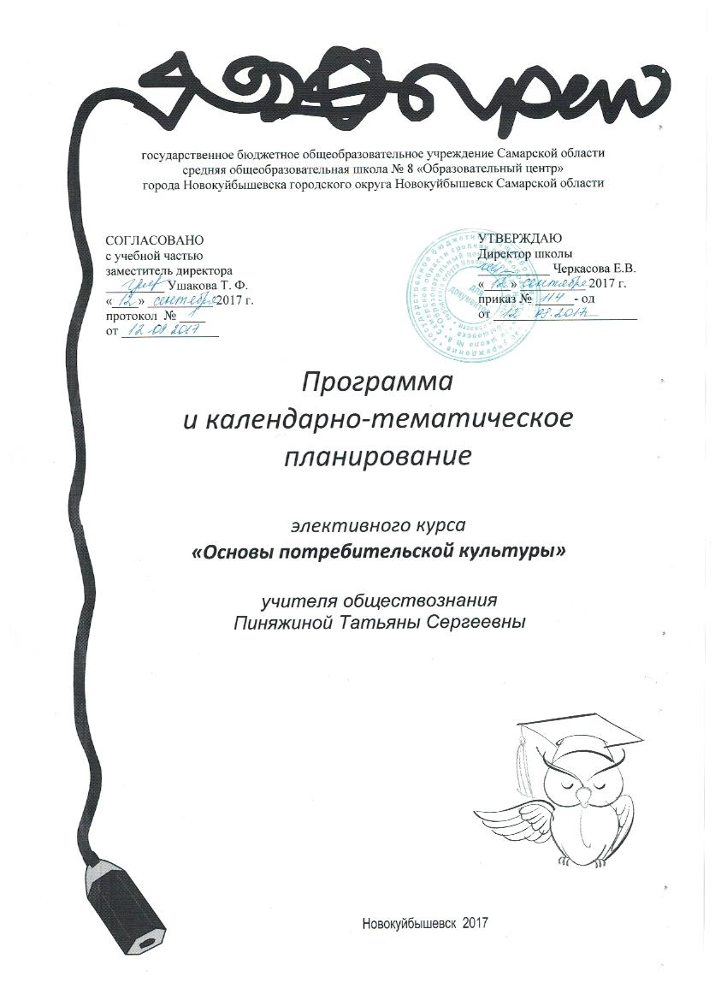 государственное бюджетное общеобразовательное учреждение Самарской области
средняя общеобразовательная школа № 8 «Образовательный центр»
города Новокуйбышевска городского округа Новокуйбышевск Самарской области
СОГЛАСОВАНО
с учебной частью
заместитель директора
Ушакова Т. Ф.
« 12 » сентября 2017 г.
протокол № 1
от 12 09 2017
УТВЕРЖДАЮ
Директор школы
Черкасова Е.В.
« 12 » сентября 2017 г.
приказ № 114 - од
от 12 09.2017
для
документов
Программа
и календарно-тематическое
планирование
элективного курса
«Основы потребительской культуры»
учителя обществознания
Пиняжиной Татьяны Сергеевны
Новокуйбышевск 2017